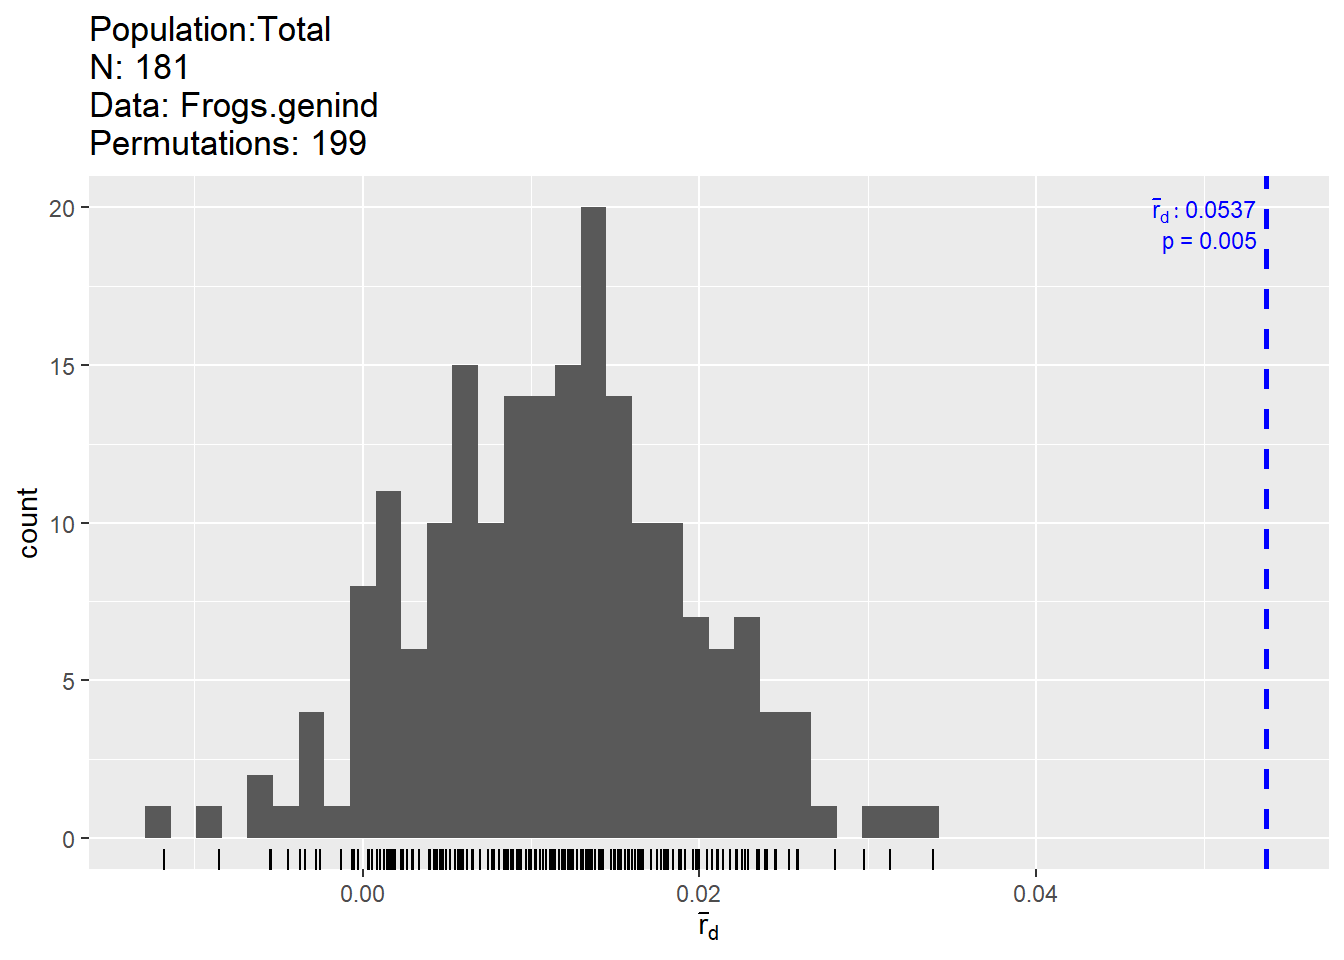 Population:Total
N: 181
Data: Frogs.genind
Permutations: 199
20
15
10
5
0
count
r̄d: 0.0537
p = 0.005
0.00
0.02
0.04
r̄d